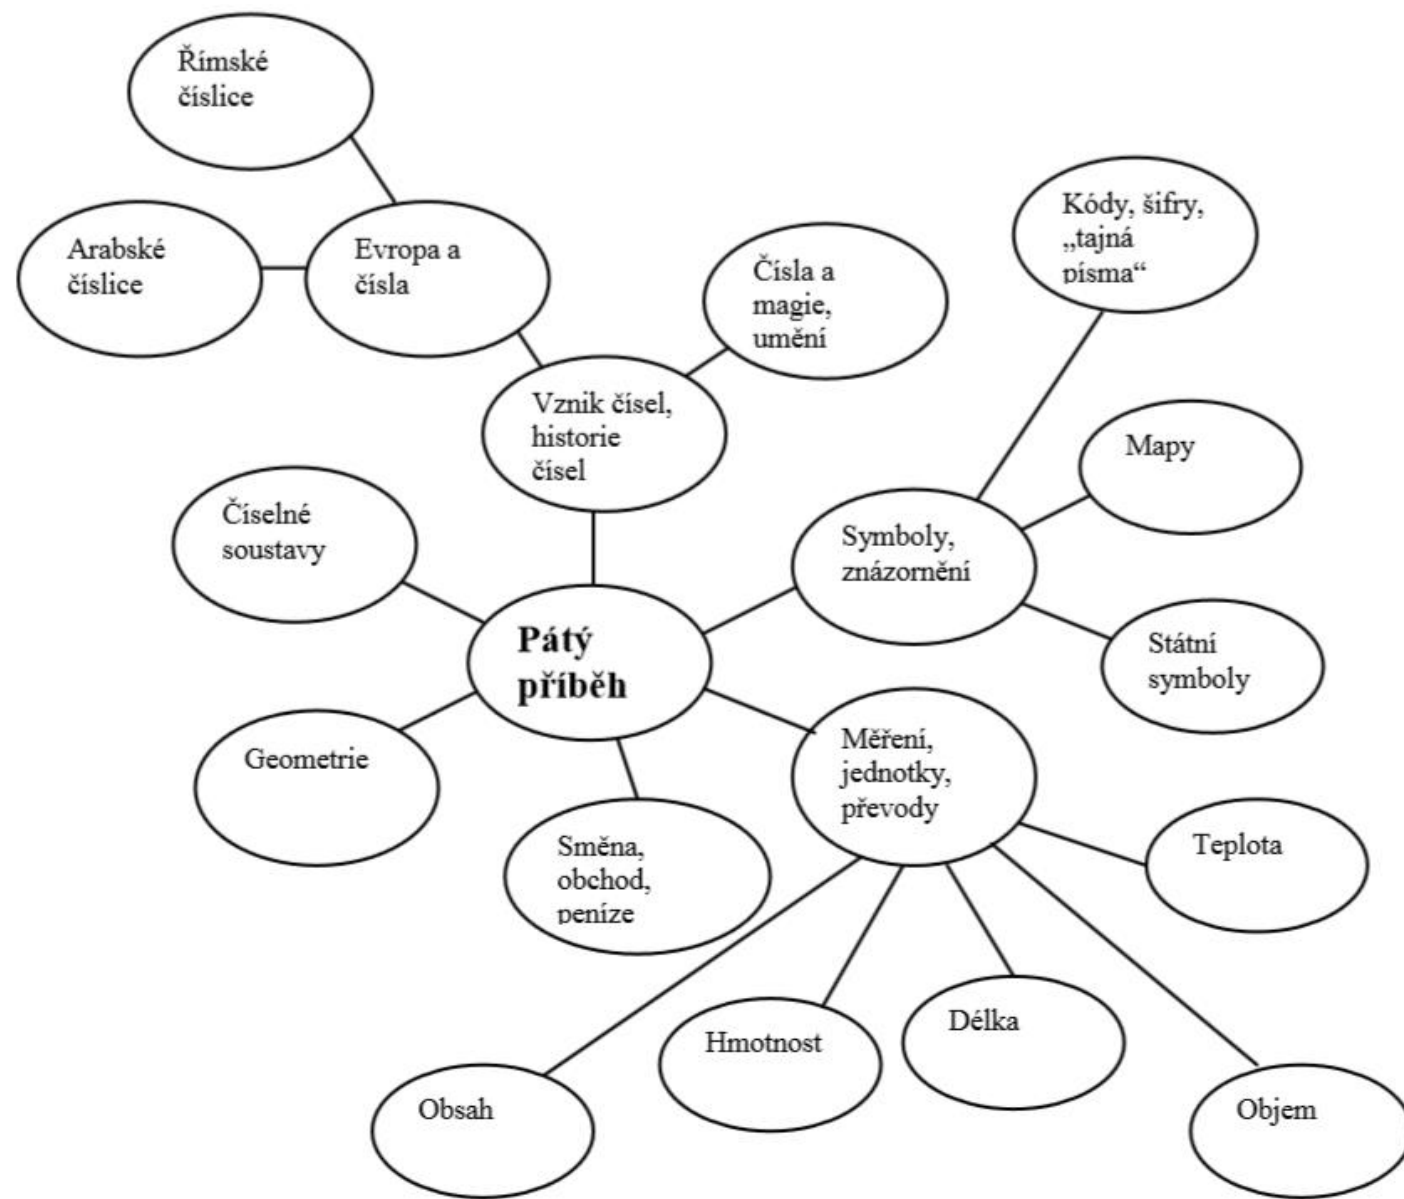 Římské
číslice
Arabské
číslice
Evropa a
čísla
Čísla a
magie,
umění
Kódy, šifry,
„tajná
písma“
Vznik čísel,
historie
čísel
Mapy
Číselné
soustavy
Symboly,
znázornění
Pátý
příběh
Státní
symboly
Geometrie
Měření,
jednotky,
převody
Směna,
obchod,
peníze
Teplota
Hmotnost
Délka
Obsah
Objem